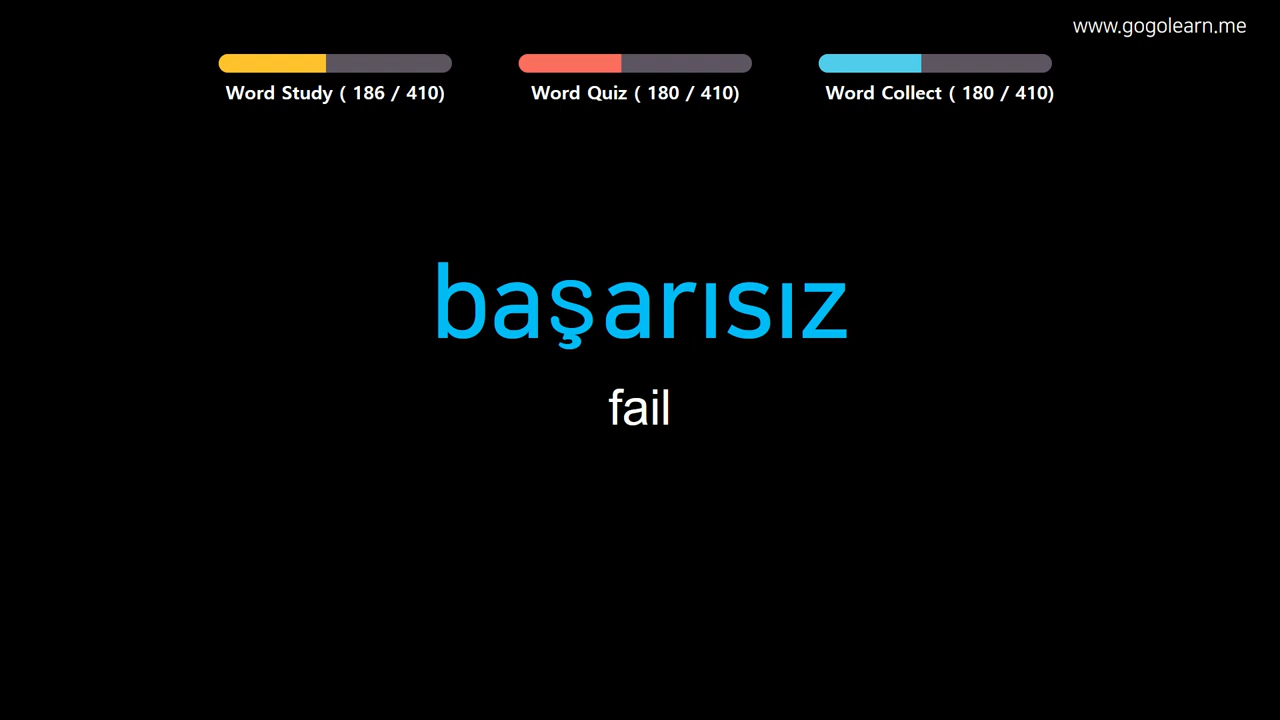 www.gogolearn.me
Word Study ( 186 / 410)
Word Quiz ( 180 / 410)
Word Collect ( 180 / 410)
başarısız
fail